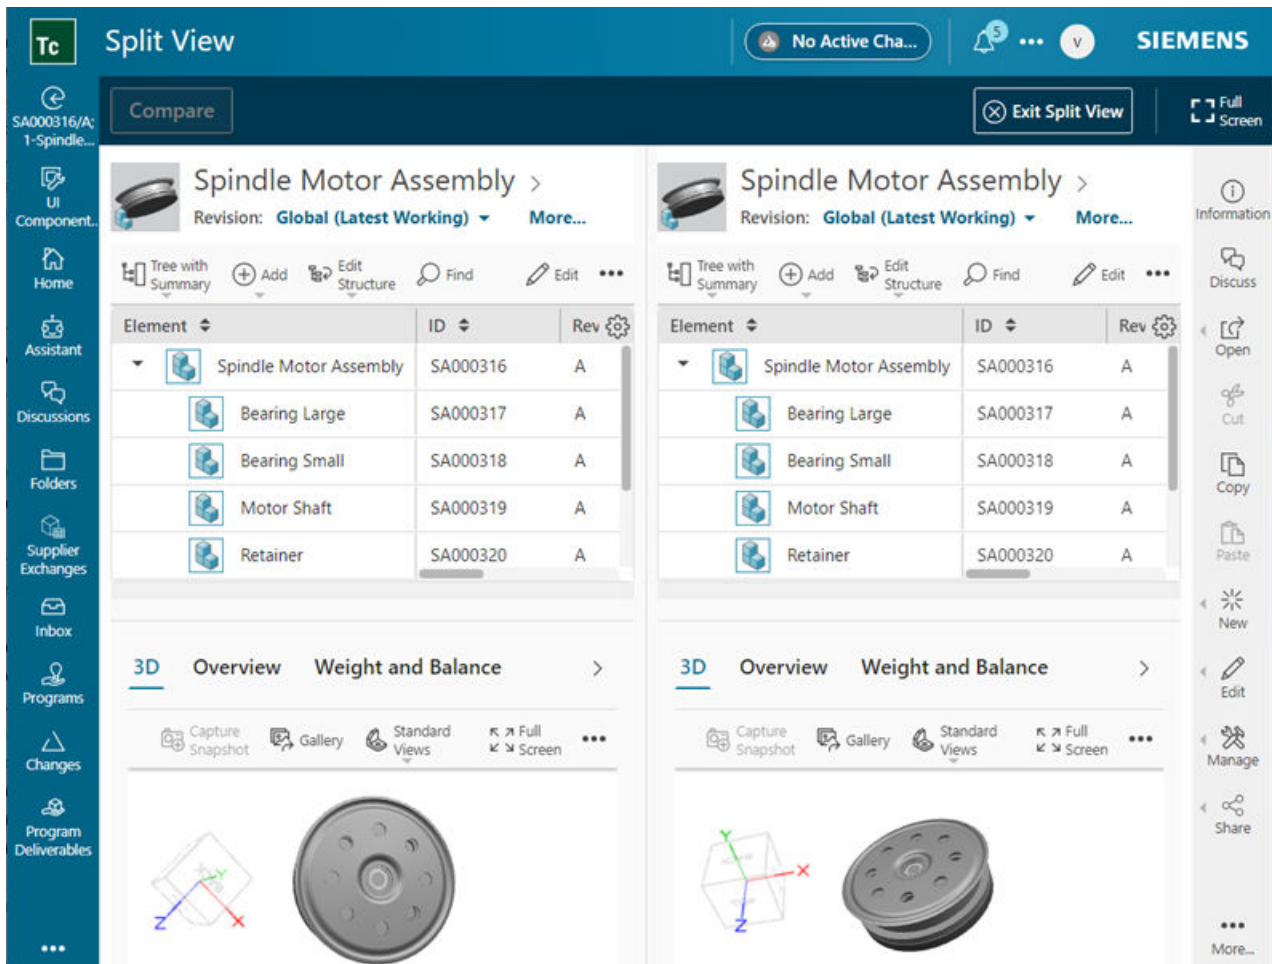 Tc
Split View
No Active Cha...
5
V
SIEMENS
SA000316/A;
1-Spindle...
Compare
Exit Split View
Full
Screen
UI
Component...
Home
Assistant
Discussions
Folders
Supplier
Exchanges
Inbox
Programs
Changes
Program
Deliverables
Spindle Motor Assembly
Revision: Global (Latest Working) More...
Tree with
Summary
Add
Edit
Structure
Find
Edit
Element ID Rev
Spindle Motor Assembly SA000316 A
Bearing Large SA000317 A
Bearing Small SA000318 A
Motor Shaft SA000319 A
Retainer SA000320 A
3D Overview Weight and Balance
Capture
Snapshot
Gallery
Standard
Views
Full
Screen
Y
X
Z
Spindle Motor Assembly
Revision: Global (Latest Working) More...
Tree with
Summary
Add
Edit
Structure
Find
Edit
Element ID Rev
Spindle Motor Assembly SA000316 A
Bearing Large SA000317 A
Bearing Small SA000318 A
Motor Shaft SA000319 A
Retainer SA000320 A
3D Overview Weight and Balance
Capture
Snapshot
Gallery
Standard
Views
Full
Screen
Y
X
Z
Information
Discuss
Open
Cut
Copy
Paste
New
Edit
Manage
Share
More...